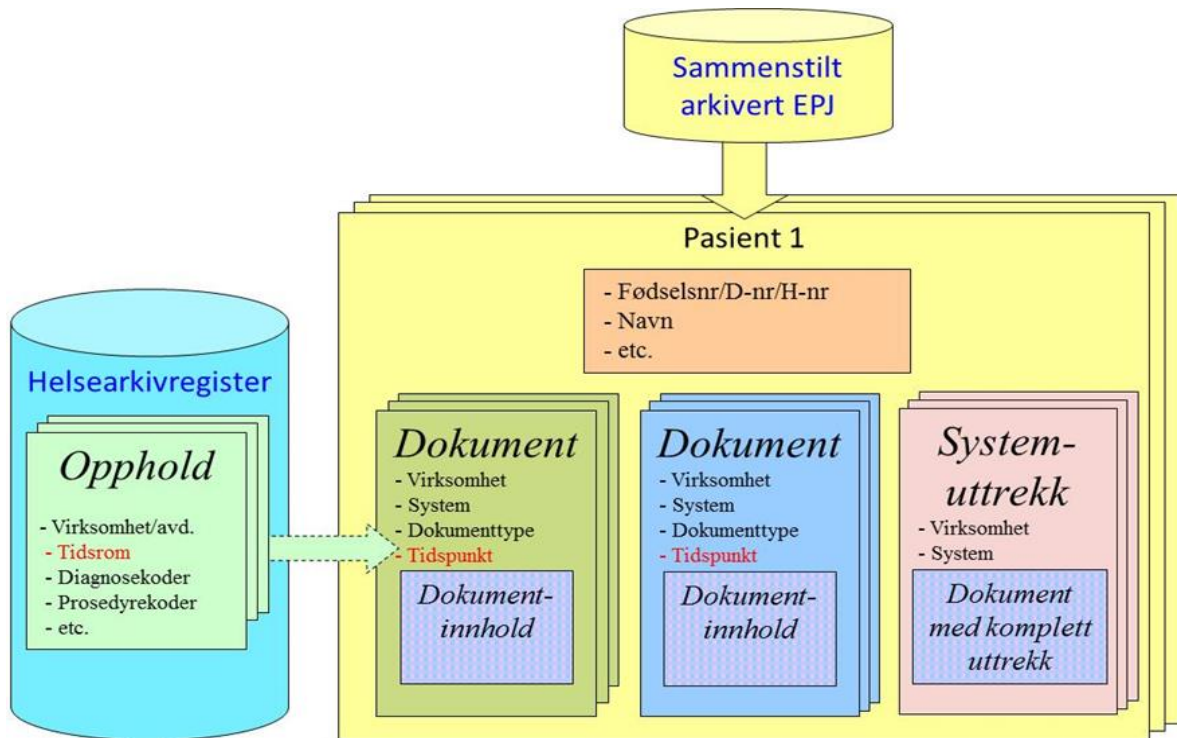 Sammenstilt
arkivert EPJ
Pasient 1
- Fødselsnr/D-nr/H-nr
- Navn
- etc.
Helsearkivregister
Opphold
- Virksomhet/avd.
- Tidsrom
- Diagnosekoder
- Prosedyrekoder
- etc.
Dokument
- Virksomhet
- System
- Dokumenttype
- Tidspunkt
Dokument-
innhold
Dokument
- Virksomhet
- System
- Dokumenttype
- Tidspunkt
Dokument-
innhold
System-
uttrekk
- Virksomhet
- System
Dokument
med komplett
uttrekk